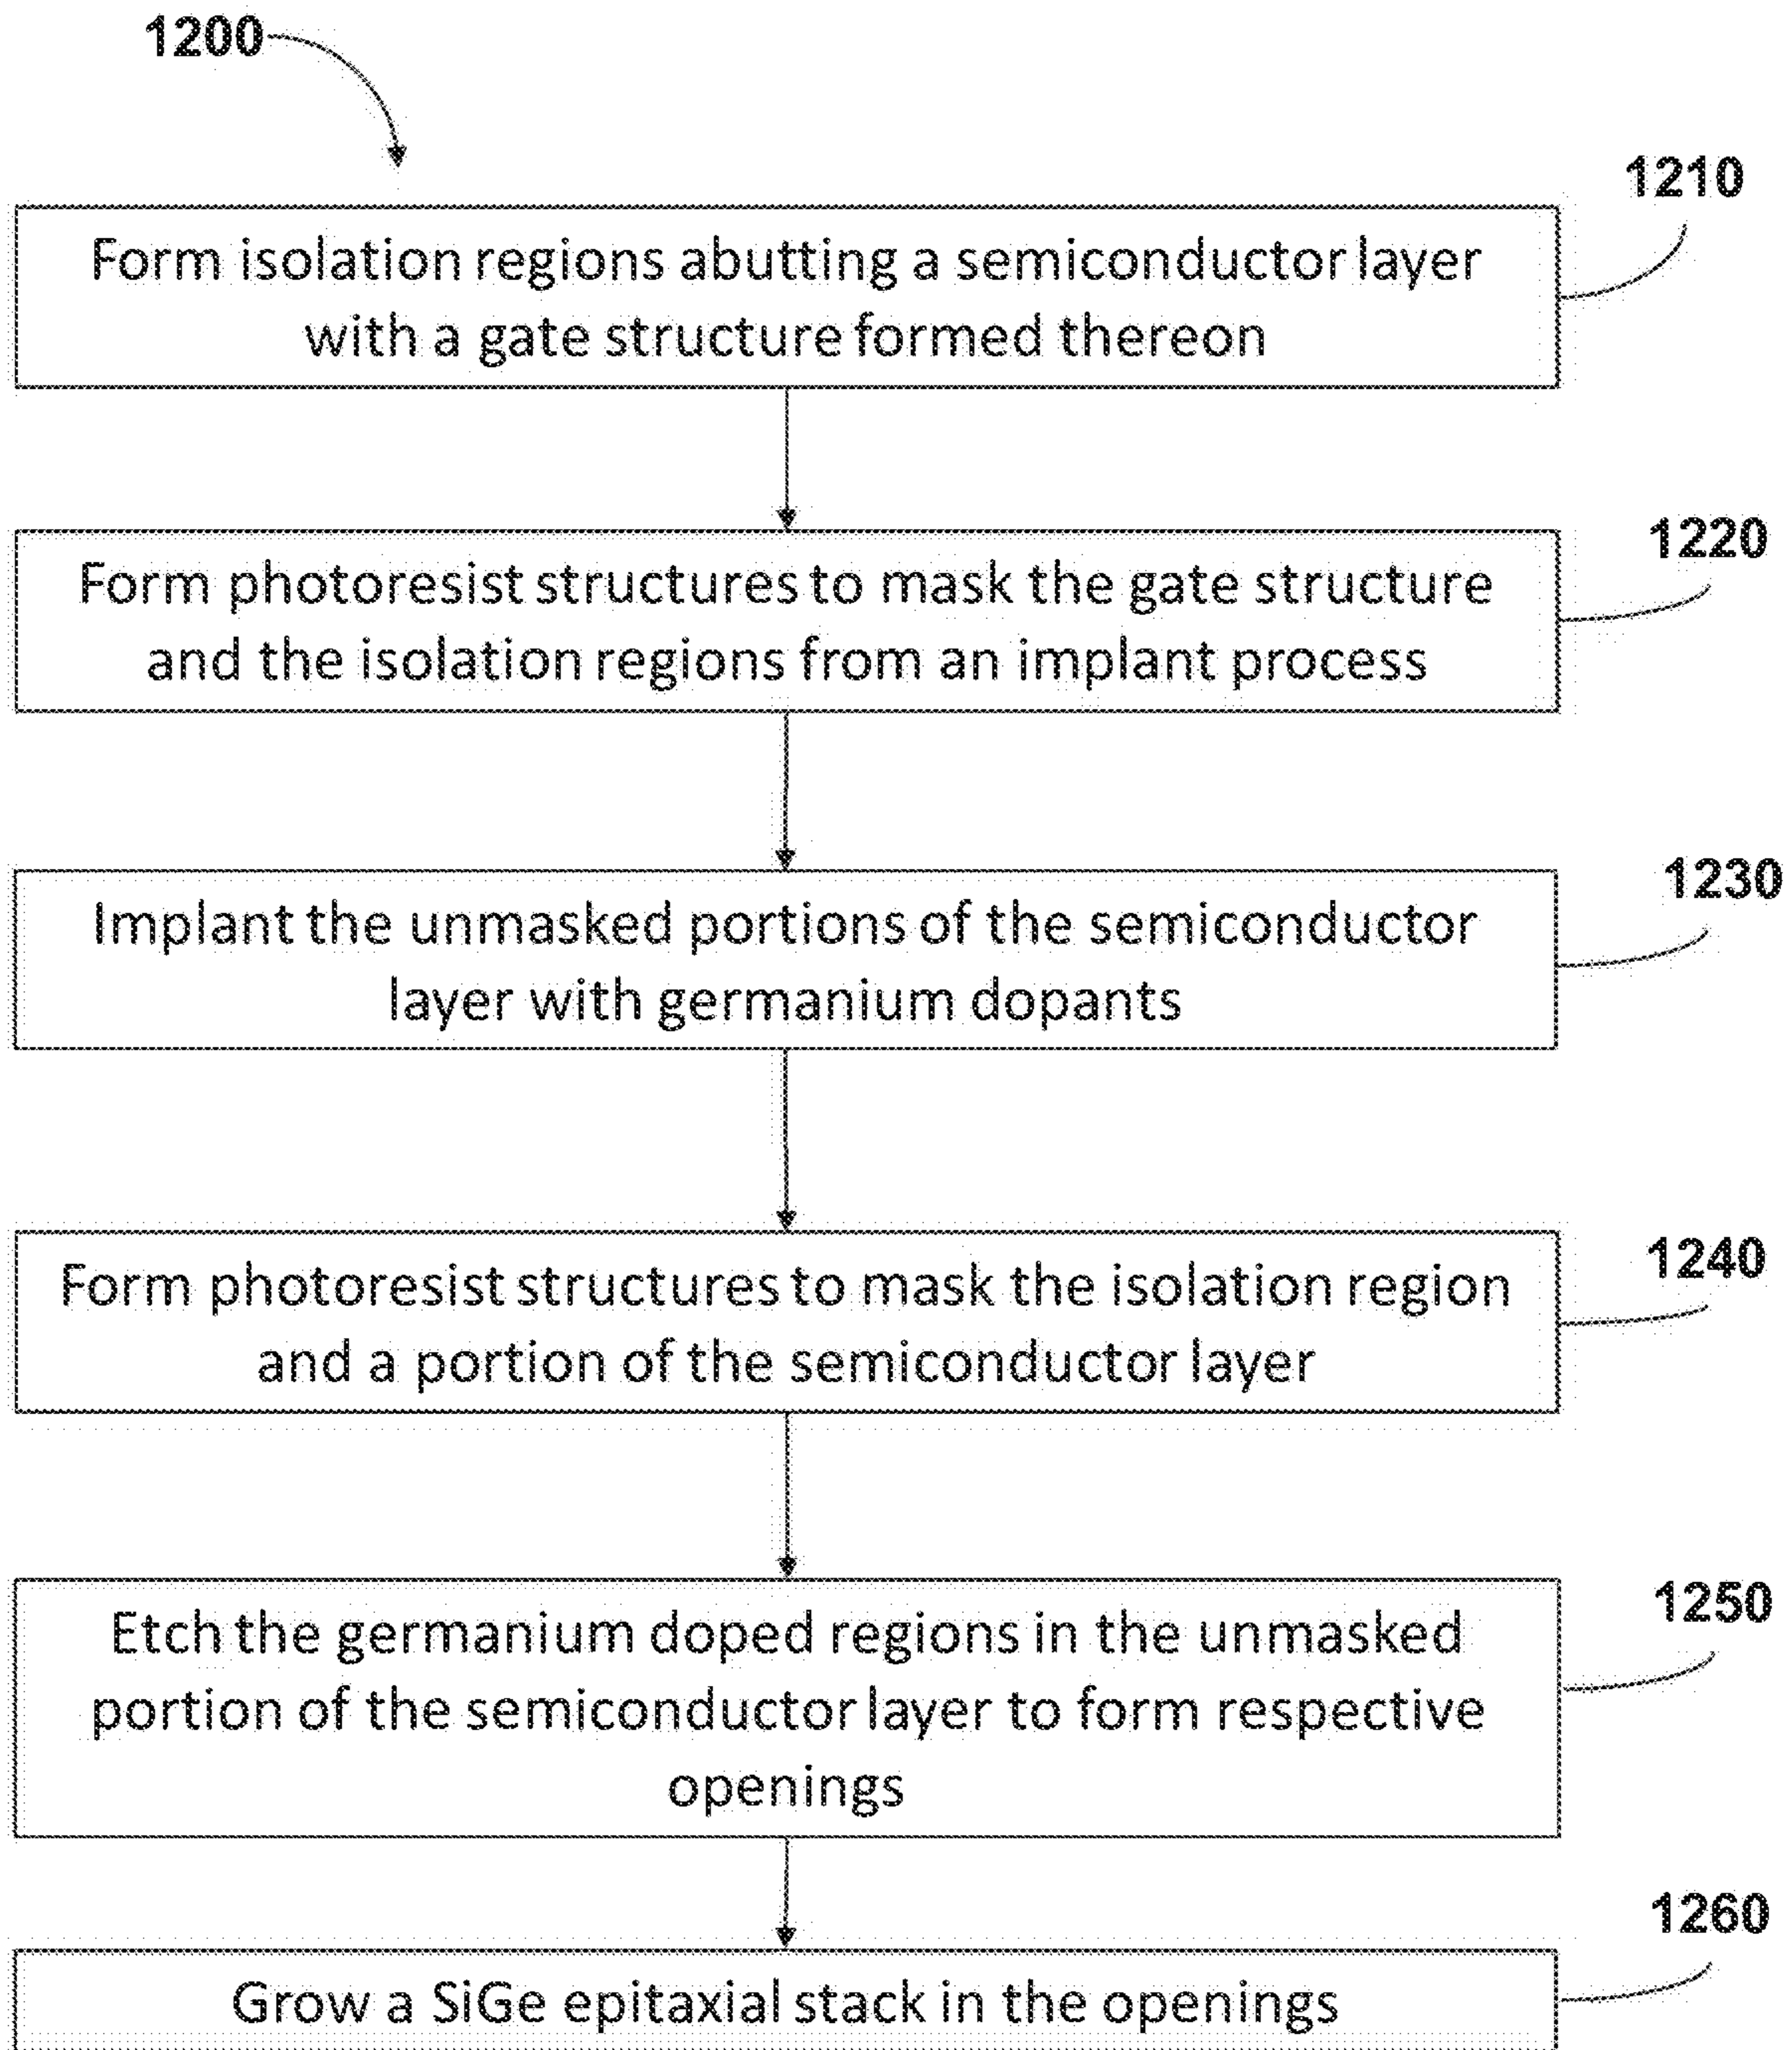 1200
1210
Form isolation regions abutting a semiconductor layer
with a gate structure formed thereon
1220
Form photoresist structures to mask the gate structure
and the isolation regions from an implant process
1230
Implant the unmasked portions of the semiconductor
layer with germanium dopants
1240
Form photoresist structures to mask the isolation region
and a portion of the semiconductor layer
1250
Etch the germanium doped regions in the unmasked
portion of the semiconductor layer to form respective
openings
1260
Grow a SiGe epitaxial stack in the openings